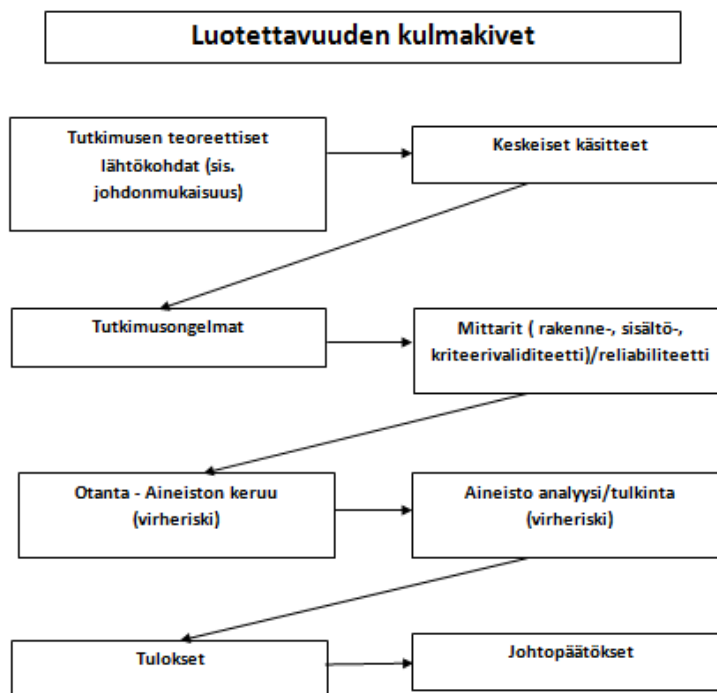 Luotettavuuden kulmakivet
Tutkimusen teoreettiset
lähtökohdat (sis.
johdonmukaisuus)
Keskeiset käsitteet
Tutkimusongelmat
Mittarit ( rakenne-, sisältö-,
kriteerivaliditeetti)/reliabiliteetti
Otanta - Aineiston keruu
(virheriski)
Aineisto analyysi/tulkinta
(virheriski)
Tulokset
Johtopäätökset